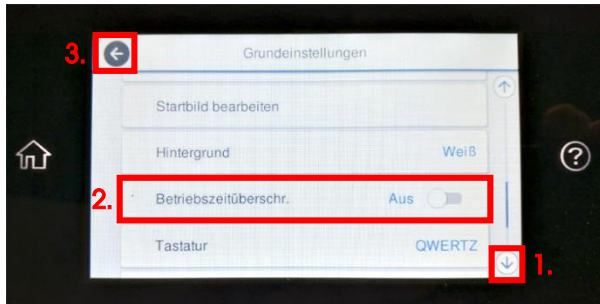 3. Grundeinstellungen
Startbild bearbeiten
Hintergrund Weiß
2. Betriebszeitüberschr. Aus
Tastatur QWERTZ
1.
?